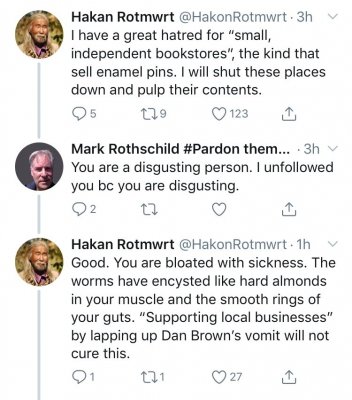 Hakan Rotmwrt @HakonRotmwrt · 3h
I have a great hatred for “small,
independent bookstores”, the kind that
sell enamel pins. I will shut these places
down and pulp their contents.
5 9 123
Mark Rothschild #Pardon them... · 3h
You are a disgusting person. I unfollowed
you bc you are disgusting.
2
Hakan Rotmwrt @HakonRotmwrt · 1h
Good. You are bloated with sickness. The
worms have encysted like hard almonds
in your muscle and the smooth rings of
your guts. “Supporting local businesses”
by lapping up Dan Brown’s vomit will not
cure this.
1 1 27